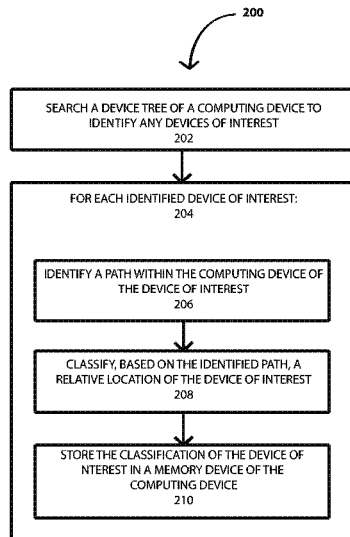 200
SEARCH A DEVICE TREE OF A COMPUTING DEVICE TO
IDENTIFY ANY DEVICES OF INTEREST
202
FOR EACH IDENTIFIED DEVICE OF INTEREST:
204
IDENTIFY A PATH WITHIN THE COMPUTING DEVICE OF
THE DEVICE OF INTEREST
206
CLASSIFY, BASED ON THE IDENTIFIED PATH, A
RELATIVE LOCATION OF THE DEVICE OF INTEREST
208
STORE THE CLASSIFICATION OF THE DEVICE OF
NTEREST IN A MEMORY DEVICE OF THE
COMPUTING DEVICE
210